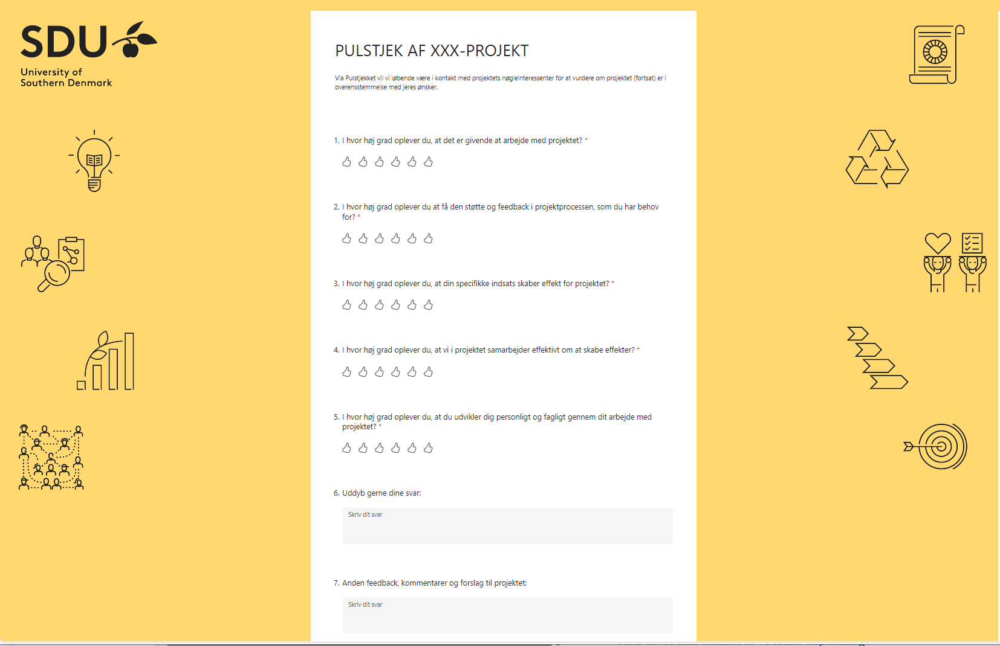 SDU
University of
Southern Denmark
PULSTJEK AF XXX-PROJEKT
Via Pulstjekket vil vi løbende være i kontakt med projektets nøgleinteressenter for at vurdere om projektet (fortsat) er i
overensstemmelse med jeres ønsker.
1. I hvor høj grad oplever du, at det er givende at arbejde med projektet? *
2. I hvor høj grad oplever du at få den støtte og feedback i projektprocessen, som du har behov
for? *
3. I hvor høj grad oplever du, at din specifikke indsats skaber effekt for projektet? *
4. I hvor høj grad oplever du, at vi i projektet samarbejder effektivt om at skabe effekter? *
5. I hvor høj grad oplever du, at du udvikler dig personligt og fagligt gennem dit arbejde med
projektet? *
6. Uddyb gerne dine svar:
Skriv dit svar
7. Anden feedback, kommentarer og forslag til projektet:
Skriv dit svar